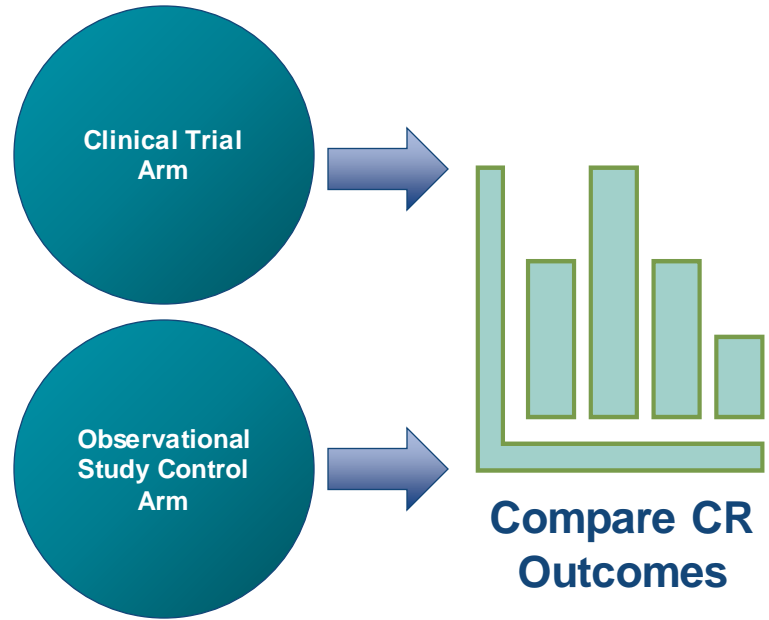 Clinical Trial
Arm
Observational
Study Control
Arm
Compare CR
Outcomes